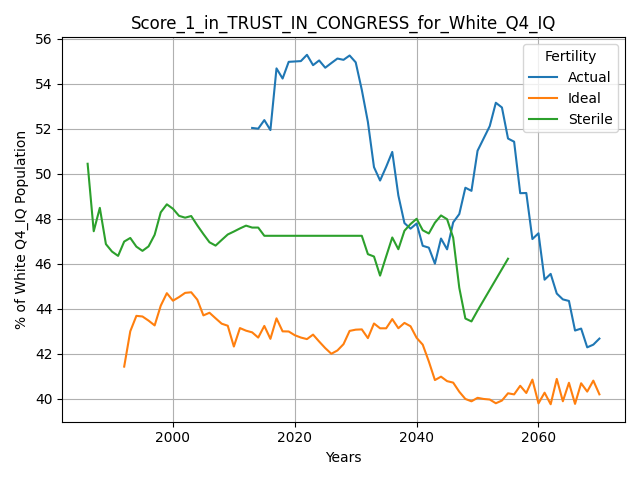 Score_1_in_TRUST_IN_CONGRESS_for_White_Q4_IQ
% of White Q4_IQ Population
56
54
52
50
48
46
44
42
40
Fertility
Actual
Ideal
Sterile
2000
2020
2040
2060
Years